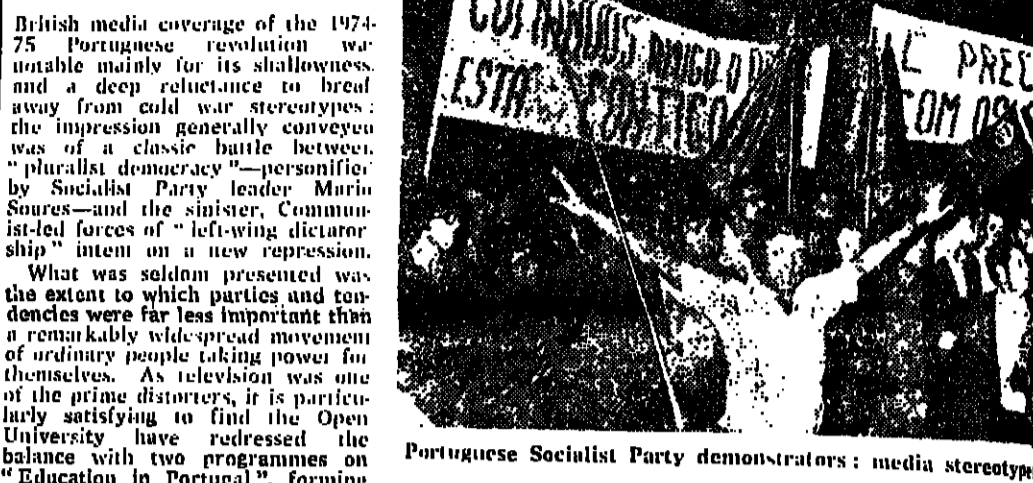 British media coverage of the 1974-
75 Portuguese revolution was
notable mainly for its shallowness
and a deep reluctance to break
away from cold war stereotypes:
the impression generally conveyed
was of a classic battle between
"pluralist democracy"—personified
by Socialist Party leader Mario
Soares—and the sinister, Commun-
ist-led forces of "left-wing dictator
ship" intent on a new repression.
What was seldom presented was
the extent to which parties and ten-
dencies were far less important than
a remarkably widespread movement
of ordinary people taking power for
themselves. As television was one
of the prime distorters, it is particu-
larly satisfying to find the Open
University have redressed the
balance with two programmes on
"Education in Portugal", forming
AMIGO O P
ESTA CONTIGO
L PRES
COM O
Portuguese Socialist Party demonstrators: media stereotype